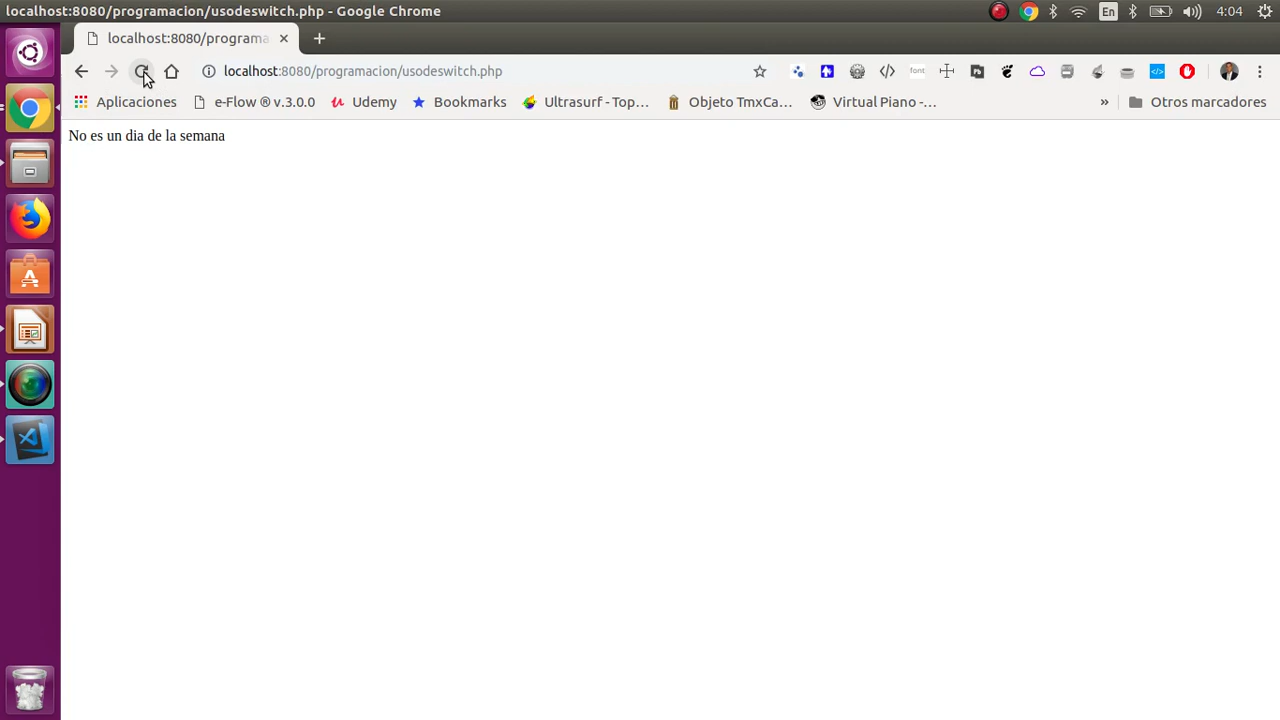 localhost:8080/programacion/usodeswitch.php - Google Chrome
En
4:04
localhost:8080/programa
localhost:8080/programacion/usodeswitch.php
font
Aplicaciones
e-Flow ® v.3.0.0
Udemy
Bookmarks
Ultrasurf - Top...
Objeto TmxCa...
Virtual Piano -...
»
Otros marcadores
No es un dia de la semana